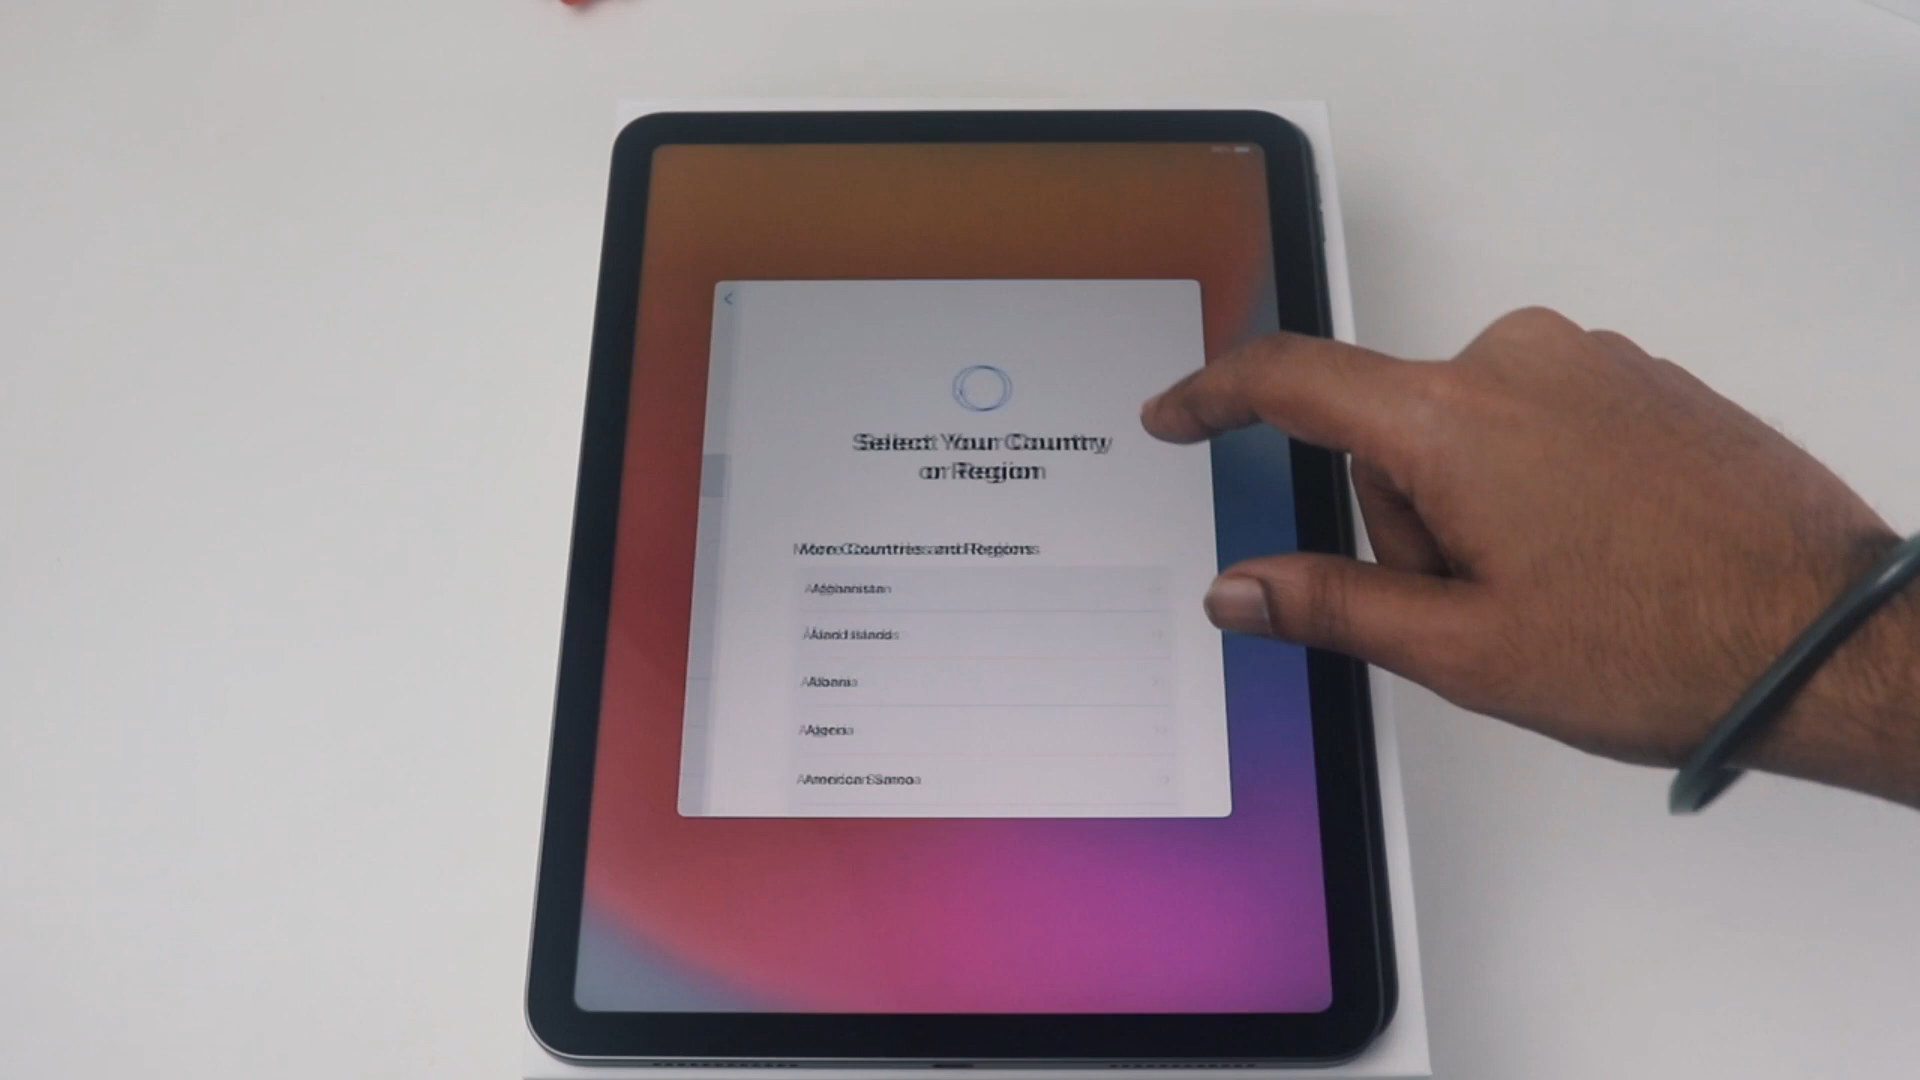 Select Your Country
or Region
More Countries and Regions
Afghanistan
Åland Islands
Albania
Algeria
American Samoa